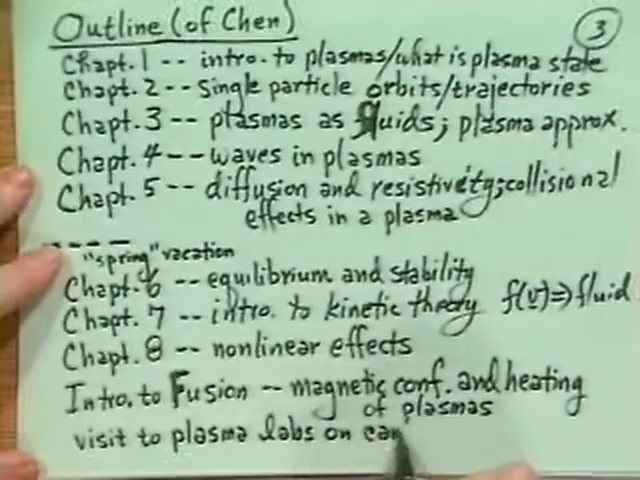 Outline (of Chen)
3
Chapt. 1 -- intro. to plasmas/what is plasma state
Chapt. 2 -- single particle orbits/trajectories
Chapt. 3 -- plasmas as fluids; plasma approx.
Chapt. 4 -- waves in plasmas
Chapt. 5 -- diffusion and resistivity; collisional
effects in a plasma
---- "spring" vacation
Chapt. 6 -- equilibrium and stability
Chapt. 7 -- intro. to kinetic theory f(v)⇒fluid
Chapt. 8 -- nonlinear effects
Intro. to Fusion -- magnetic conf. and heating
of plasmas
visit to plasma labs on cam